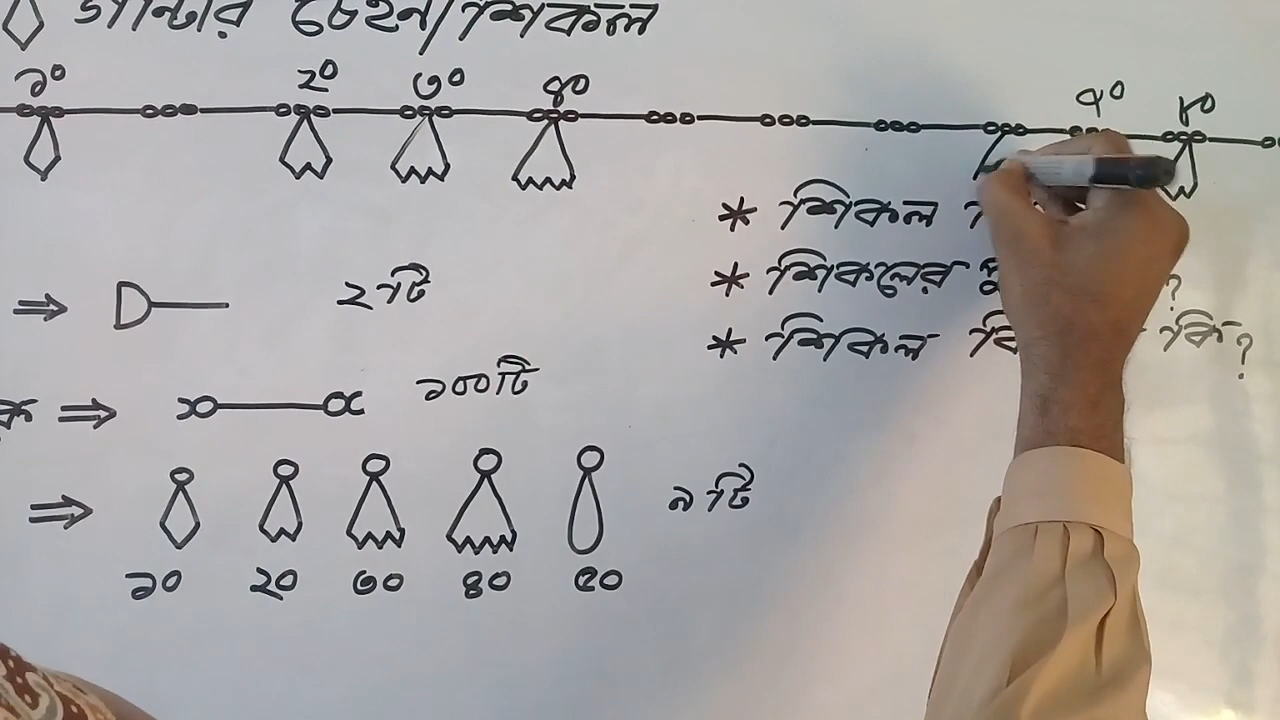 গান্টার চেইন/শিকল
১০ ২০ ৩০ ৪০ ৭০ ৮০
* শিকল
* শিকলের
* শিকল কি?
⇒ ২টি
⇒ ১০০টি
⇒ ৯টি
১০ ২০ ৩০ ৪০ ৫০